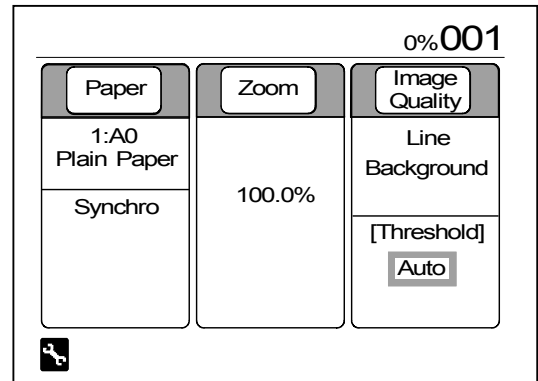 0%001
Paper
1:A0
Plain Paper
Synchro
Zoom
100.0%
Image
Quality
Line
Background
[Threshold]
Auto